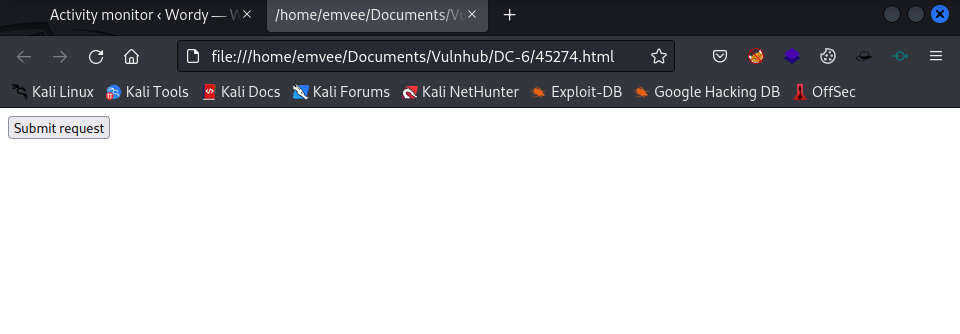 Activity monitor ‹ Wordy — W
/home/emvee/Documents/Vu
file:///home/emvee/Documents/Vulnhub/DC-6/45274.html
Kali Linux Kali Tools Kali Docs Kali Forums Kali NetHunter Exploit-DB Google Hacking DB OffSec
Submit request